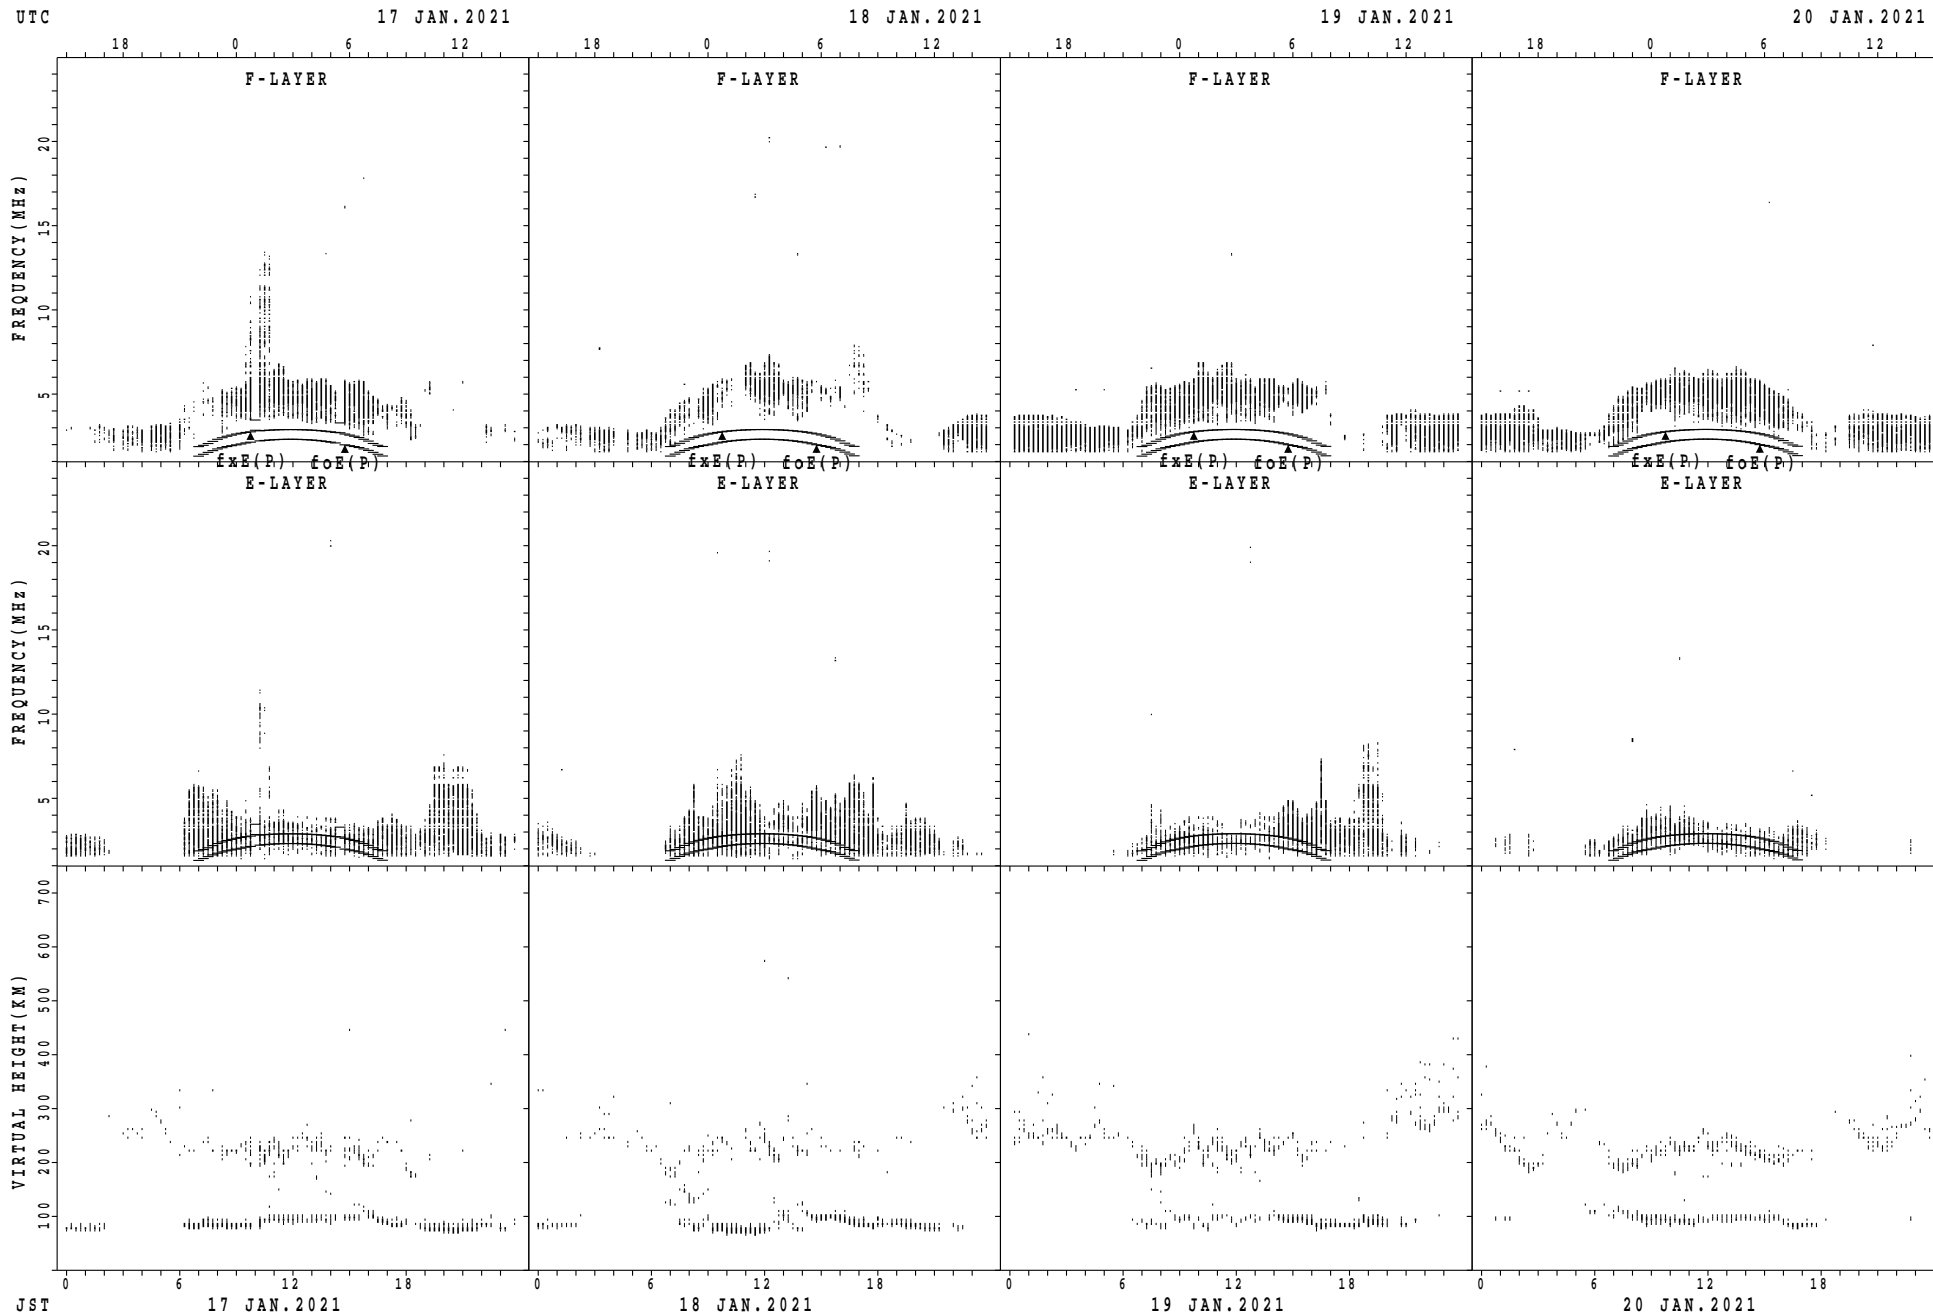 UTC 17 JAN.2021 18 JAN.2021 19 JAN.2021 20 JAN.2021
18 0 6 12 18 0 6 12 18 0 6 12 18 0 6 12
F-LAYER F-LAYER F-LAYER F-LAYER
FREQUENCY(MHz)
20
15
10
5
fxE(P) foE(P) fxE(P) foE(P) fxE(P) foE(P) fxE(P) foE(P)
E-LAYER E-LAYER E-LAYER E-LAYER
FREQUENCY(MHz)
20
15
10
5
VIRTUAL HEIGHT(KM)
700
600
500
400
300
200
100
0 6 12 18 0 6 12 18 0 6 12 18 0 6 12 18
JST 17 JAN.2021 18 JAN.2021 19 JAN.2021 20 JAN.2021